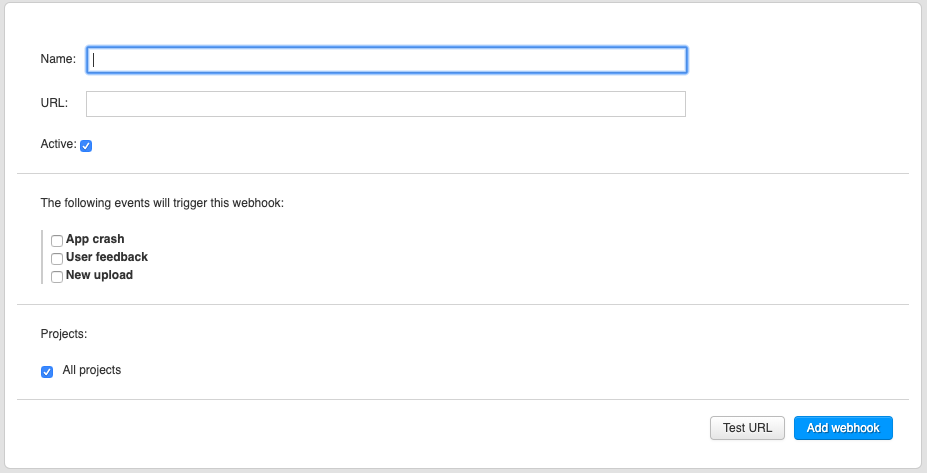 Name:
URL:
Active:
The following events will trigger this webhook:
App crash
User feedback
New upload
Projects:
All projects
Test URL Add webhook